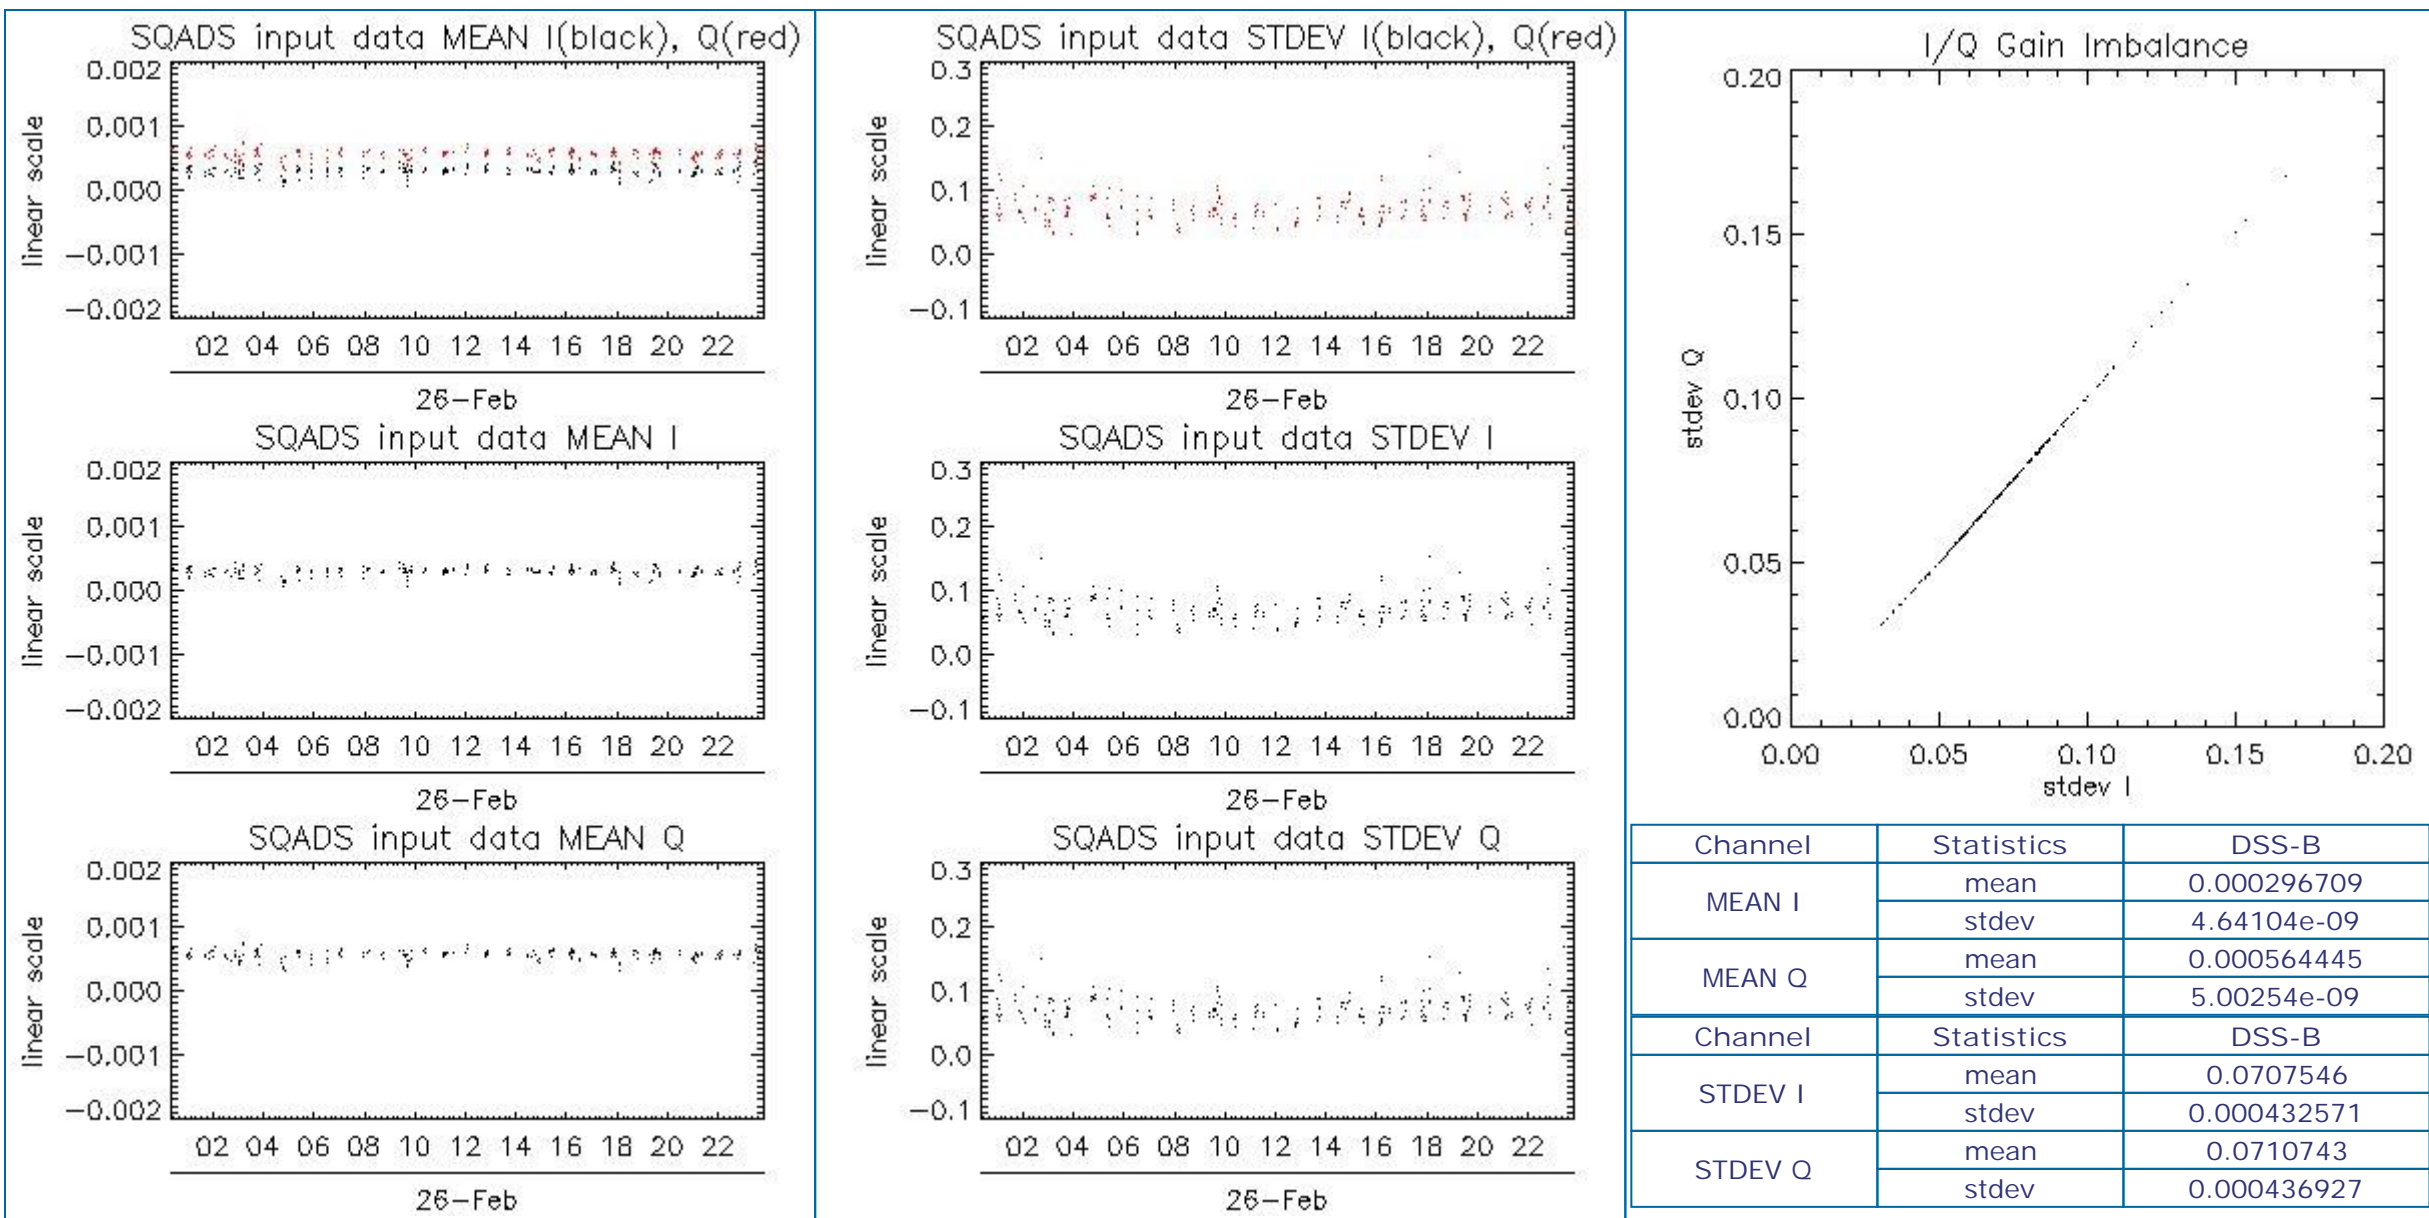 SQADS input data MEAN I(black), Q(red)
0.002
0.001
0.000
-0.001
-0.002
linear scale
02 04 06 08 10 12 14 16 18 20 22
26-Feb
SQADS input data MEAN I
0.002
0.001
0.000
-0.001
-0.002
linear scale
02 04 06 08 10 12 14 16 18 20 22
26-Feb
SQADS input data MEAN Q
0.002
0.001
0.000
-0.001
-0.002
linear scale
02 04 06 08 10 12 14 16 18 20 22
26-Feb
SQADS input data STDEV I(black), Q(red)
0.3
0.2
0.1
0.0
-0.1
linear scale
02 04 06 08 10 12 14 16 18 20 22
26-Feb
SQADS input data STDEV I
0.3
0.2
0.1
0.0
-0.1
linear scale
02 04 06 08 10 12 14 16 18 20 22
26-Feb
SQADS input data STDEV Q
0.3
0.2
0.1
0.0
-0.1
linear scale
02 04 06 08 10 12 14 16 18 20 22
26-Feb
I/Q Gain Imbalance
0.20
0.15
0.10
0.05
0.00
stdev Q
0.00 0.05 0.10 0.15 0.20
stdev I
Channel Statistics DSS-B
MEAN I mean 0.000296709
stdev 4.64104e-09
MEAN Q mean 0.000564445
stdev 5.00254e-09
Channel Statistics DSS-B
STDEV I mean 0.0707546
stdev 0.000432571
STDEV Q mean 0.0710743
stdev 0.000436927